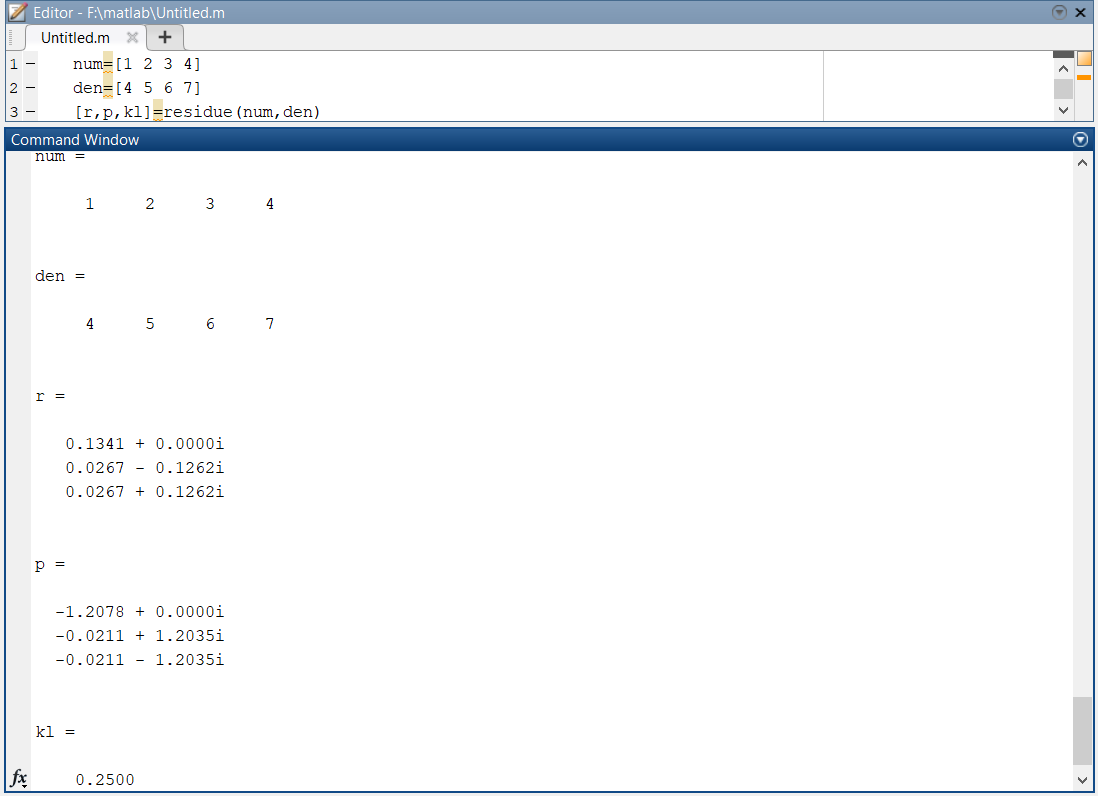 Editor - F:\matlab\Untitled.m
Untitled.m
1 - num=[1 2 3 4]
2 - den=[4 5 6 7]
3 - [r,p,kl]=residue(num,den)
Command Window
num =
1 2 3 4
den =
4 5 6 7
r =
0.1341 + 0.0000i
0.0267 - 0.1262i
0.0267 + 0.1262i
p =
-1.2078 + 0.0000i
-0.0211 + 1.2035i
-0.0211 - 1.2035i
kl =
fx 0.2500